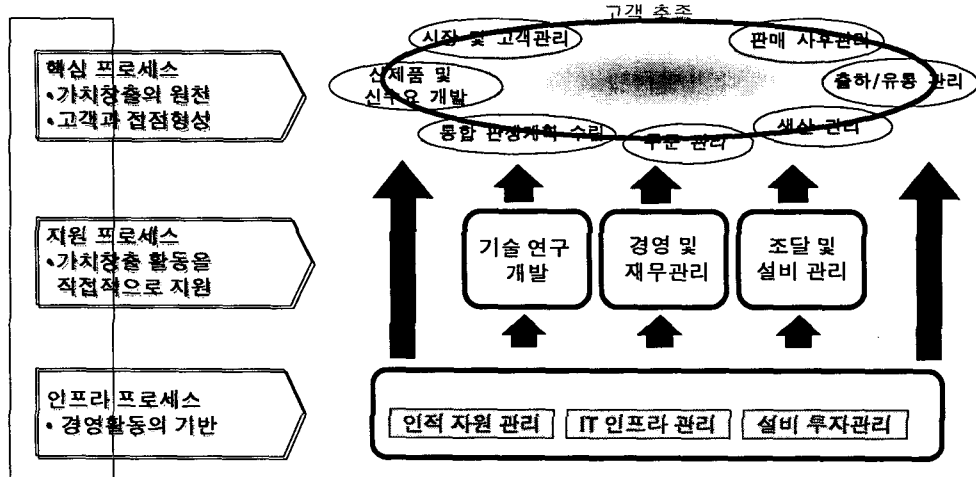 고객 충족
시장 및 고객관리
판매 사후관리
핵심 프로세스
•가치창출의 원천
•고객과 접점형성
신제품 및
신수요 개발
출하/유통 관리
통합 판생계획 수립
주문 관리
생산 관리
지원 프로세스
•가치창출 활동을
직접적으로 지원
기술 연구
개발
경영 및
재무관리
조달 및
설비 관리
인프라 프로세스
• 경영활동의 기반
인적 자원 관리
IT 인프라 관리
설비 투자관리